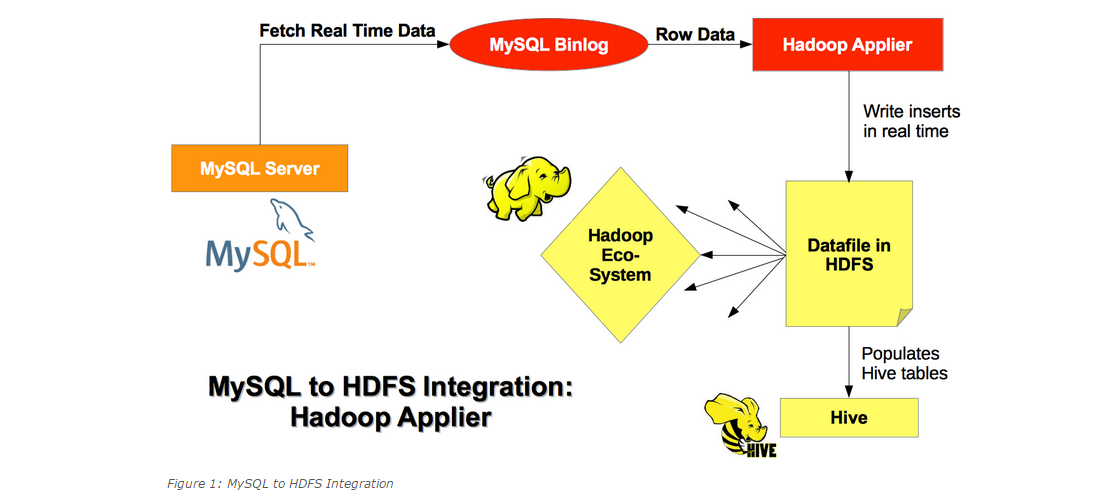 Fetch Real Time Data
MySQL Binlog
Row Data
Hadoop Applier
Write inserts
in real time
MySQL Server
MySQL™
Hadoop
Eco-
System
Datafile in
HDFS
Populates
Hive tables
MySQL to HDFS Integration:
Hadoop Applier
Hive
HIVE
Figure 1: MySQL to HDFS Integration